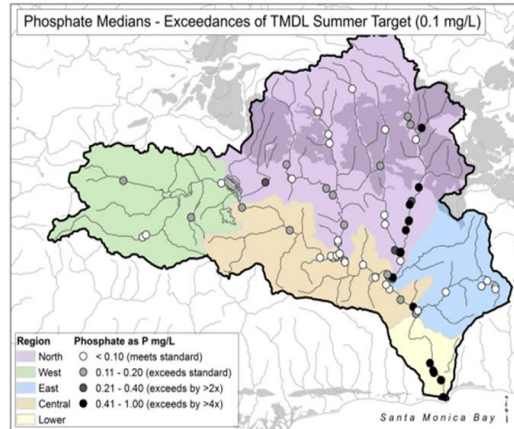 Phosphate Medians - Exceedances of TMDL Summer Target (0.1 mg/L)
Region Phosphate as P mg/L
North < 0.10 (meets standard)
West 0.11 - 0.20 (exceeds standard)
East 0.21 - 0.40 (exceeds by >2x)
Central 0.41 - 1.00 (exceeds by >4x)
Lower
Santa Monica Bay